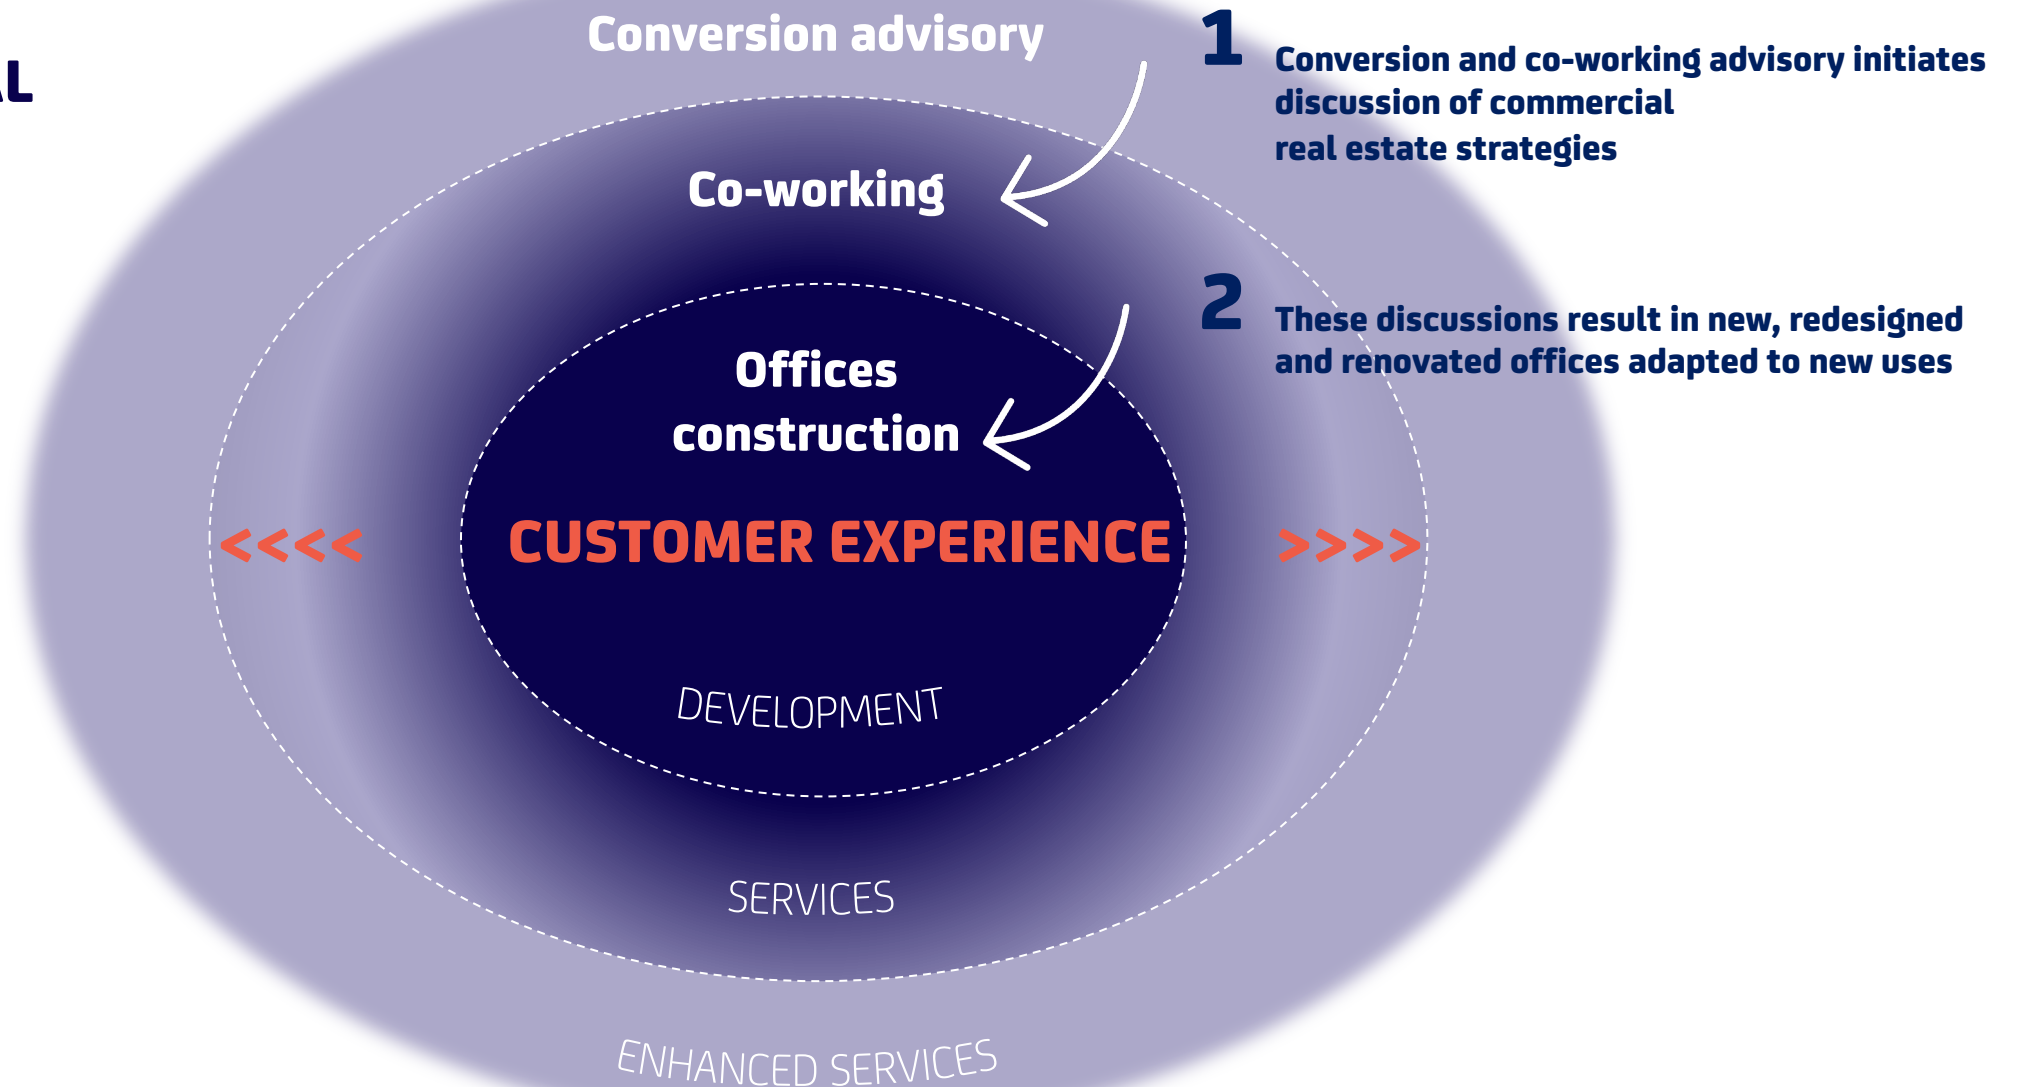 Conversion advisory
1
Conversion and co-working advisory initiates
discussion of commercial
real estate strategies
Co-working
2
These discussions result in new, redesigned
and renovated offices adapted to new uses
Offices
construction
<<<< CUSTOMER EXPERIENCE >>>>
DEVELOPMENT
SERVICES
ENHANCED SERVICES